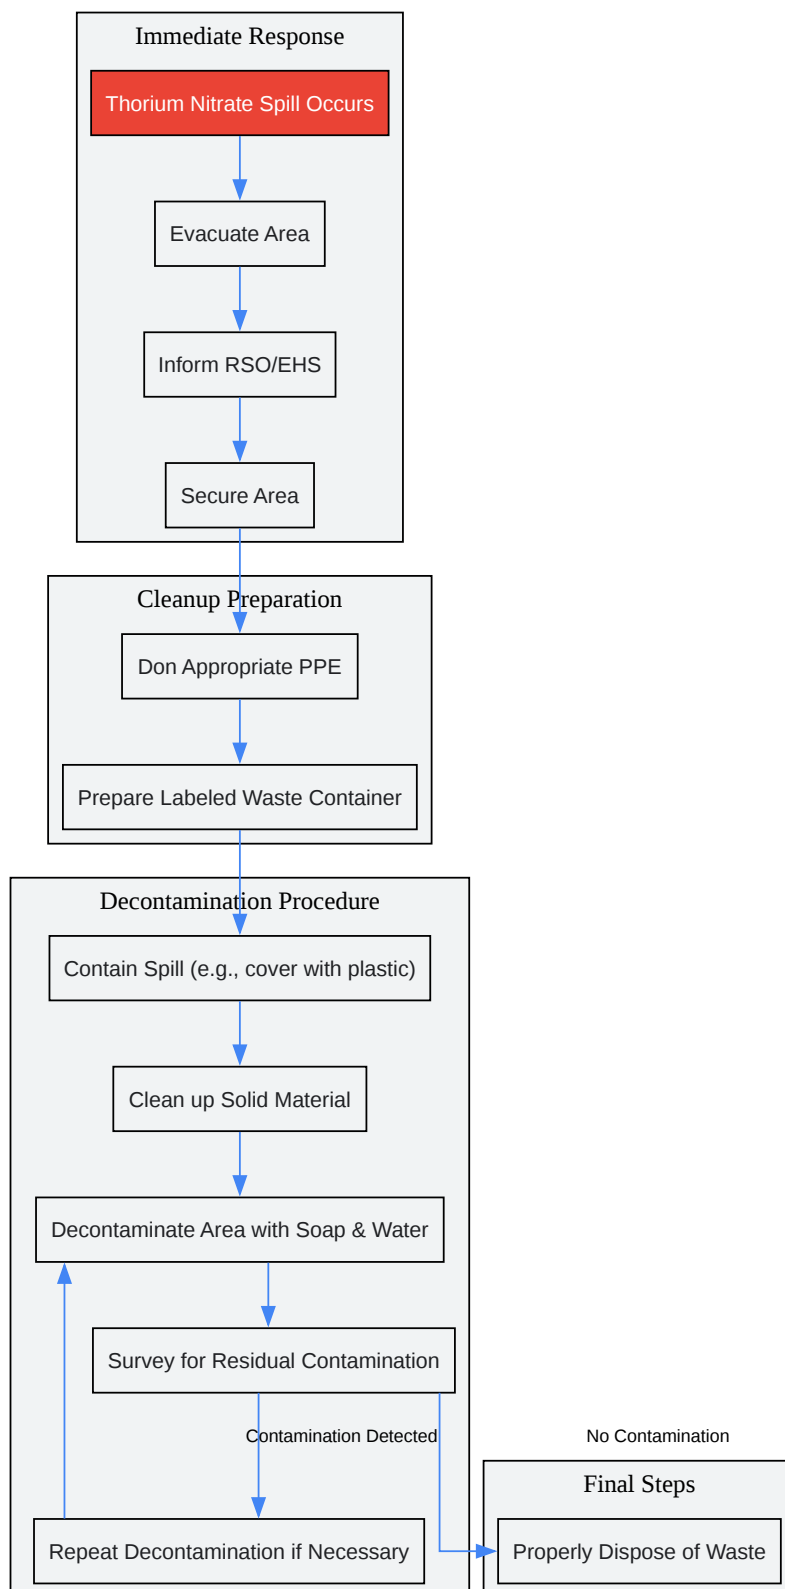 Immediate Response
Thorium Nitrate Spill Occurs
Evacuate Area
Inform RSO/EHS
Secure Area
Cleanup Preparation
Don Appropriate PPE
Prepare Labeled Waste Container
Decontamination Procedure
Contain Spill (e.g., cover with plastic)
Clean up Solid Material
Decontaminate Area with Soap & Water
Survey for Residual Contamination
Contamination Detected
No Contamination
Final Steps
Repeat Decontamination if Necessary
Properly Dispose of Waste